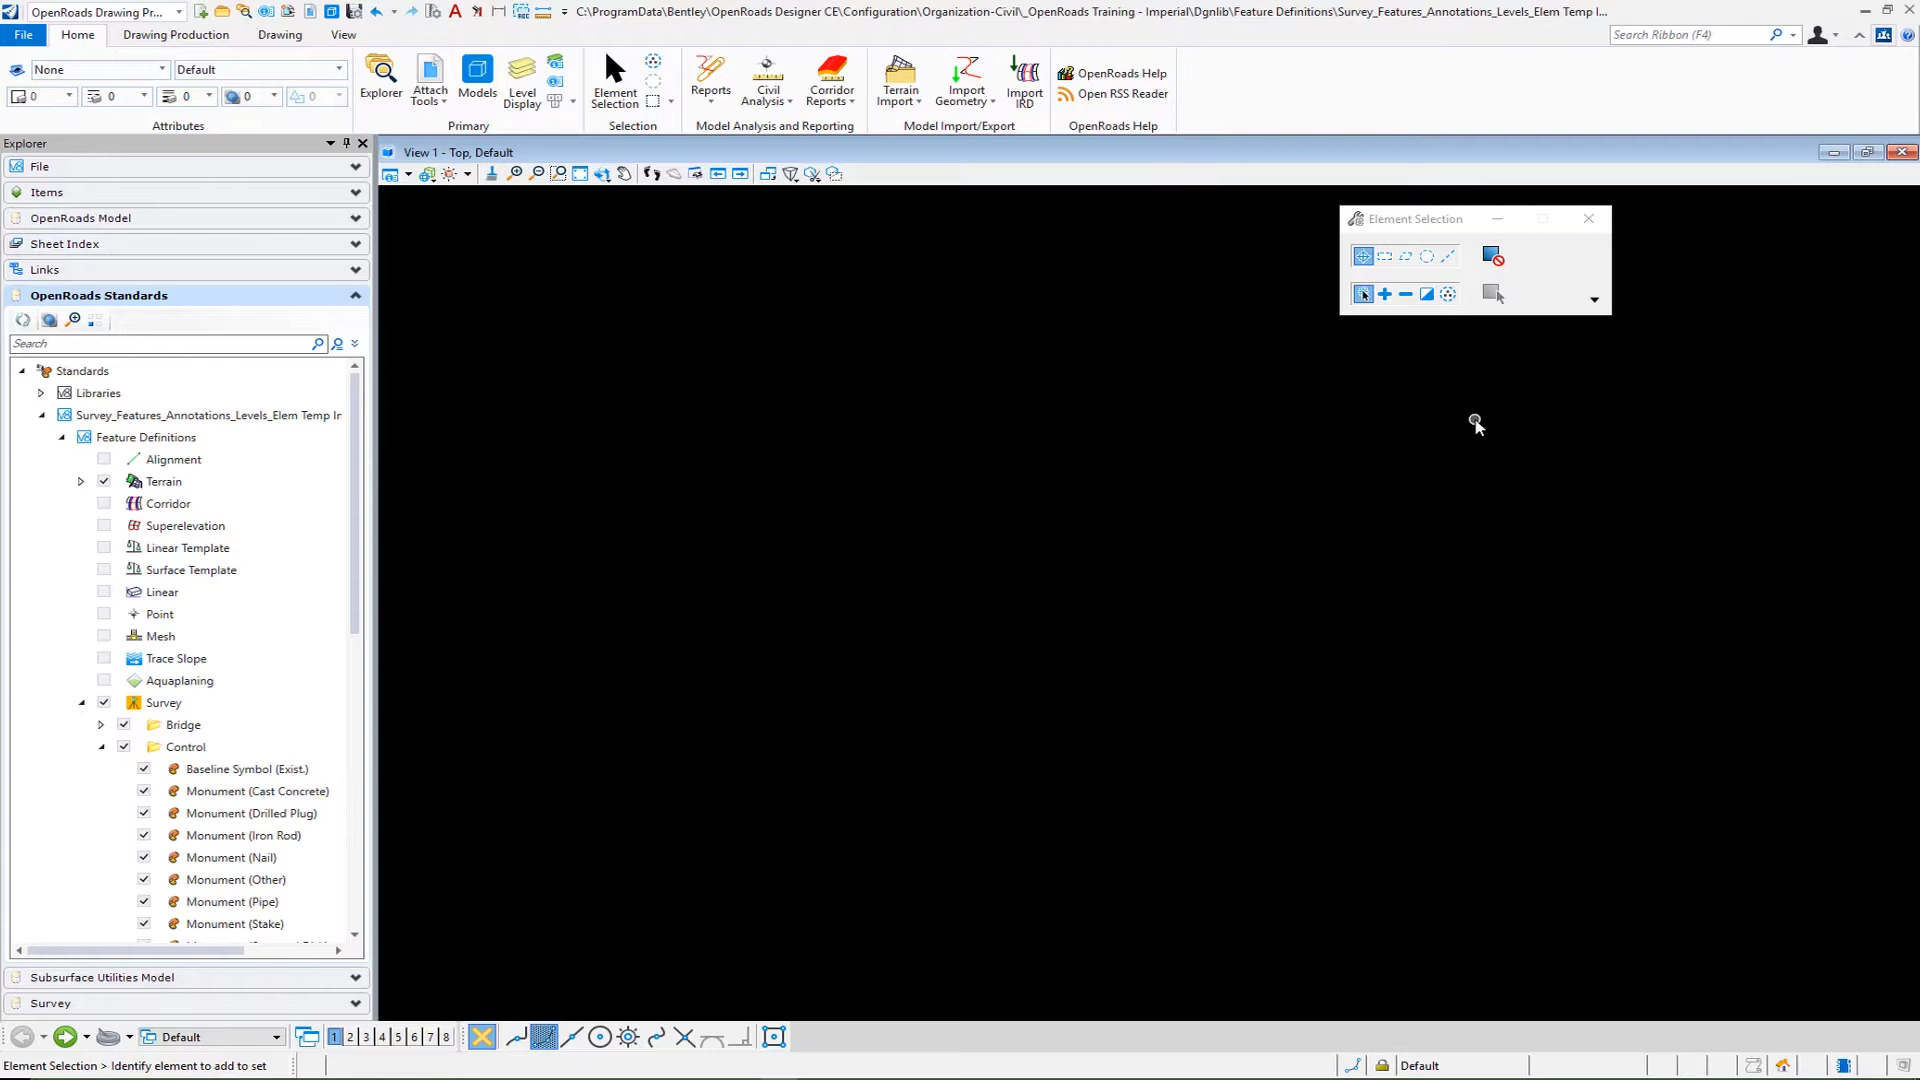 OpenRoads Drawing Pr...
C:\ProgramData\Bentley\OpenRoads Designer CE\Configuration\Organization-Civil\_OpenRoads Training - Imperial\Dgnlib\Feature Definitions\Survey_Features_Annotations_Levels_Elem Temp I...
File
Home
Drawing Production
Drawing
View
Search Ribbon (F4)
None
Default
0
0
0
0
0
Attributes
Explorer
Attach Tools
Models
Level Display
Primary
Element Selection
Selection
Reports
Civil Analysis
Corridor Reports
Model Analysis and Reporting
Terrain Import
Import Geometry
Import IRD
Model Import/Export
OpenRoads Help
Open RSS Reader
OpenRoads Help
Explorer
File
Items
OpenRoads Model
Sheet Index
Links
OpenRoads Standards
Search
Standards
Libraries
Survey_Features_Annotations_Levels_Elem Temp Ir
Feature Definitions
Alignment
Terrain
Corridor
Superelevation
Linear Template
Surface Template
Linear
Point
Mesh
Trace Slope
Aquaplaning
Survey
Bridge
Control
Baseline Symbol (Exist.)
Monument (Cast Concrete)
Monument (Drilled Plug)
Monument (Iron Rod)
Monument (Nail)
Monument (Other)
Monument (Pipe)
Monument (Stake)
Subsurface Utilities Model
Survey
View 1 - Top, Default
Element Selection
Default
1 2 3 4 5 6 7 8
Element Selection > Identify element to add to set
Default